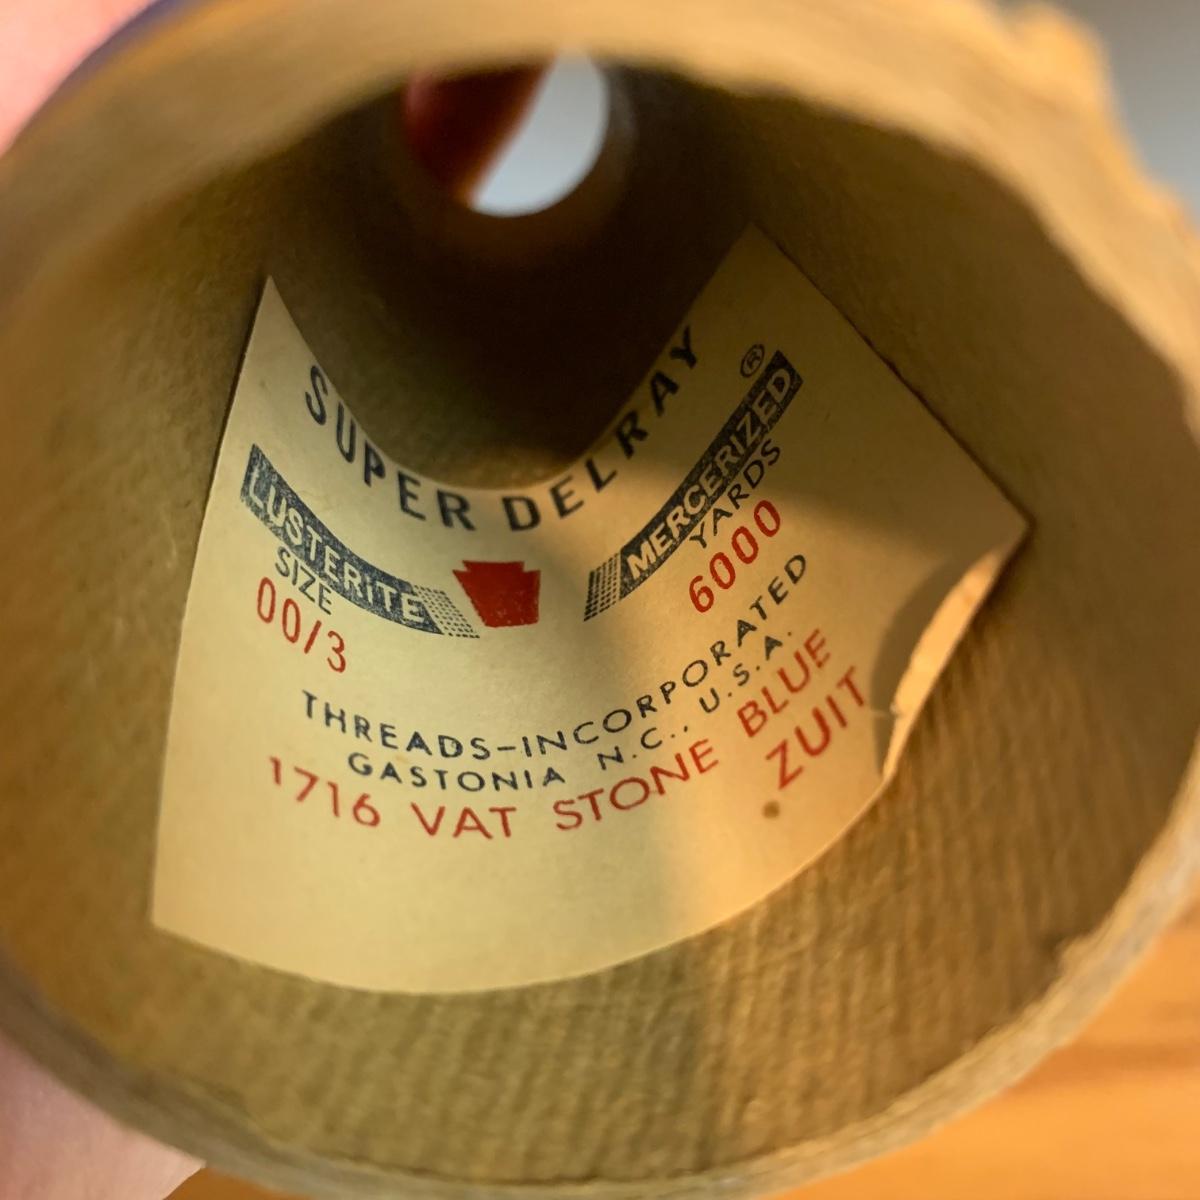 SUPER DELRAY
LUSTERITE
MERCERIZED ®
SIZE
YARDS
00/3
6000
THREADS-INCORPORATED
GASTONIA N.C., U.S.A.
1716 VAT STONE BLUE
ZUIT